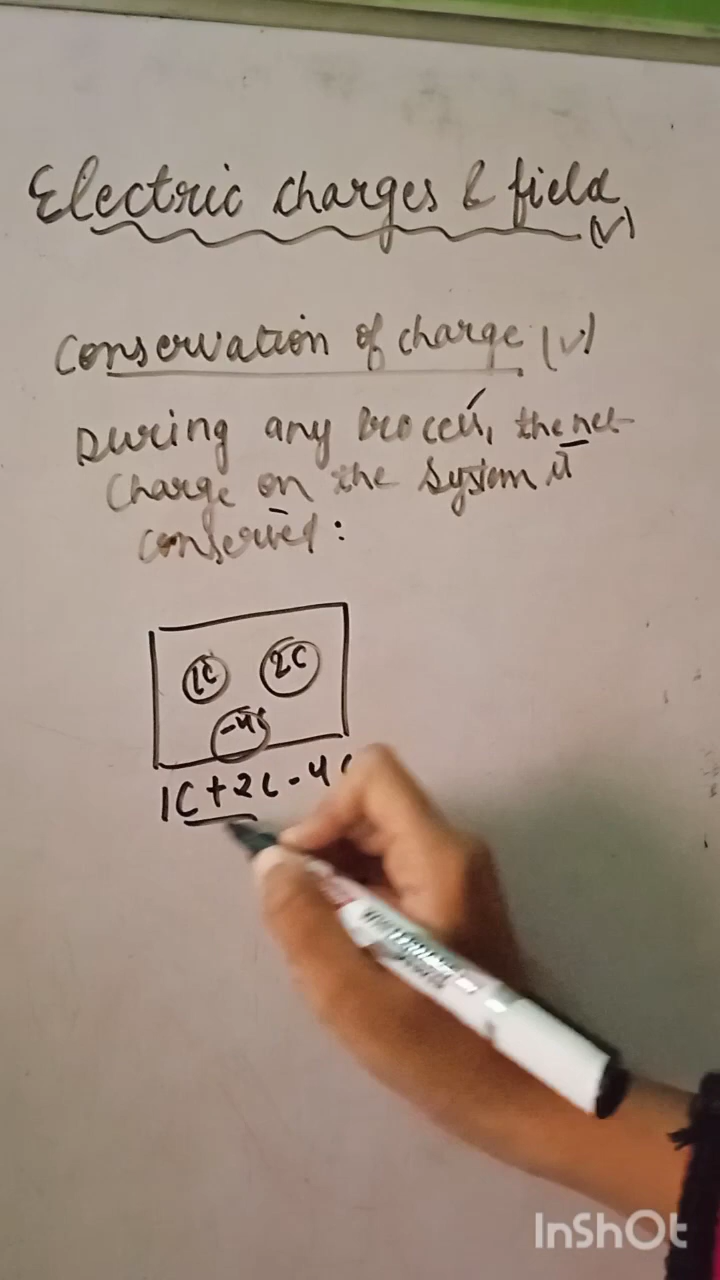 Electric charges & field
(V)
Conservation of charge (V)
During any process, the net
charge on the system is
conserved:
1C 2C
-4C
1C+2C-4C
WHITEBOARD
InShOt